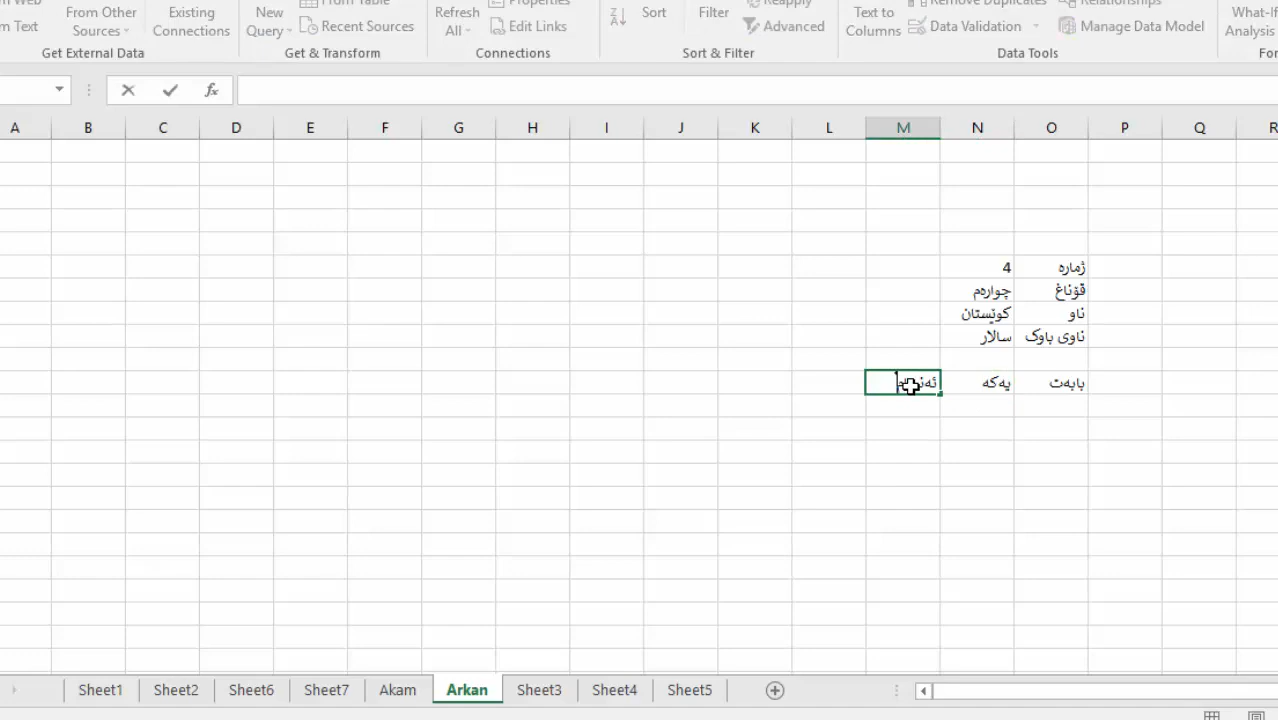 m Web
From Other
Sources
Existing
Connections
New
Query
From Table
Recent Sources
Refresh
All
Properties
Edit Links
Sort
Filter
Reapply
Advanced
Text to
Columns
Remove Duplicates
Data Validation
Relationships
Manage Data Model
What-If
Analysis
m Text
Get External Data
Get & Transform
Connections
Sort & Filter
Data Tools
For
fx
A B C D E F G H I J K L M N O P Q R
ژمارە 4
قۆناغ چوارەم
ناو کوێستان
ناوی باوک سالار
بابەت یەکە
Sheet1 Sheet2 Sheet6 Sheet7 Akam Arkan Sheet3 Sheet4 Sheet5